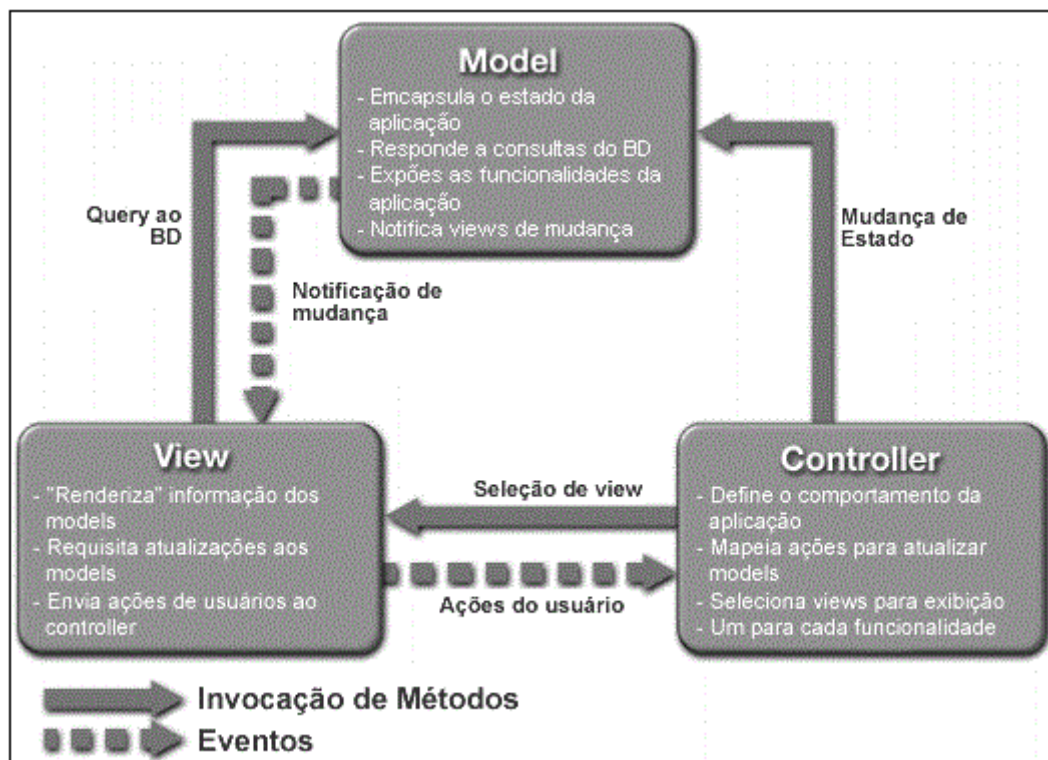 Model
- Emcapsula o estado da
aplicação
- Responde a consultas do BD
- Expões as funcionalidades da
aplicação
- Notifica views de mudança
Query ao
BD
Mudança de
Estado
Notificação de
mudança
View
- "Renderiza" informação dos
models
- Requisita atualizações aos
models
- Envia ações de usuários ao
controller
Seleção de view
Ações do usuário
Controller
- Define o comportamento da
aplicação
- Mapeia ações para atualizar
models
- Seleciona views para exibição
- Um para cada funcionalidade
Invocação de Métodos
Eventos